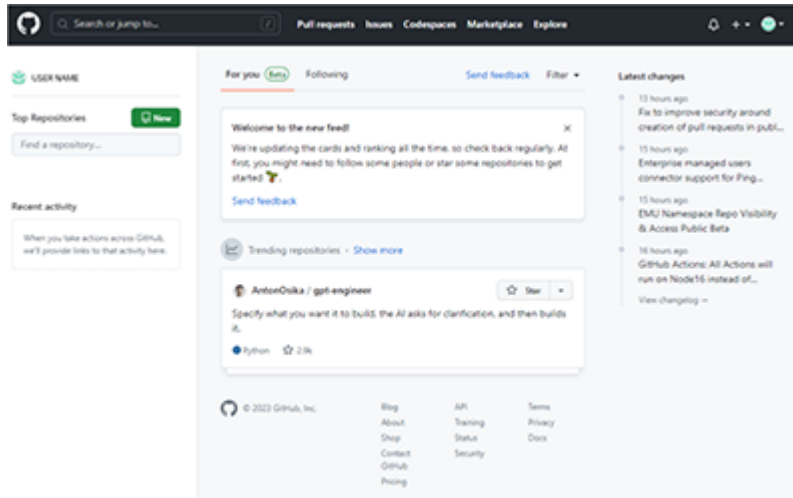 Search or jump to...
/
Pull requests Issues Codespaces Marketplace Explore
USER NAME
Top Repositories
New
Find a repository...
Recent activity
When you take actions across GitHub,
we'll provide links to that activity here.
For you Beta Following
Send feedback Filter
Welcome to the new feed!
We're updating the cards and ranking all the time, so check back regularly. At
first, you might need to follow some people or star some repositories to get
started
Send feedback
Trending repositories · Show more
AntonOsika / gpt-engineer
Star
Specify what you want it to build, the AI asks for clarification, and then builds
it.
Python 2.9k
Latest changes
13 hours ago
Fix to improve security around
creation of pull requests in publ...
15 hours ago
Enterprise managed users
connector support for Ping...
15 hours ago
EMU Namespace Repo Visibility
& Access Public Beta
16 hours ago
GitHub Actions: All Actions will
run on Node16 instead of...
View changelog →
© 2023 GitHub, Inc.
Blog
About
Shop
Contact
GitHub
Pricing
API
Training
Status
Security
Terms
Privacy
Docs